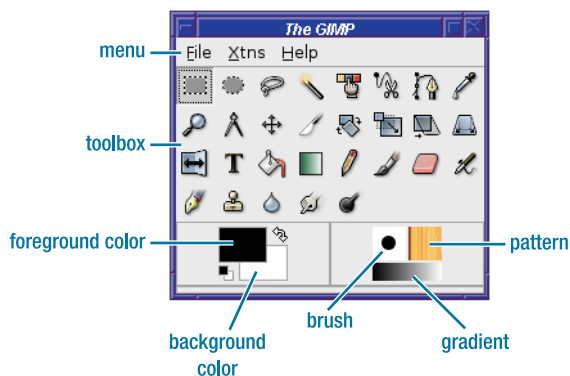 The GIMP
menu
File Xtns Help
toolbox
T
foreground color
pattern
brush
background
color
gradient